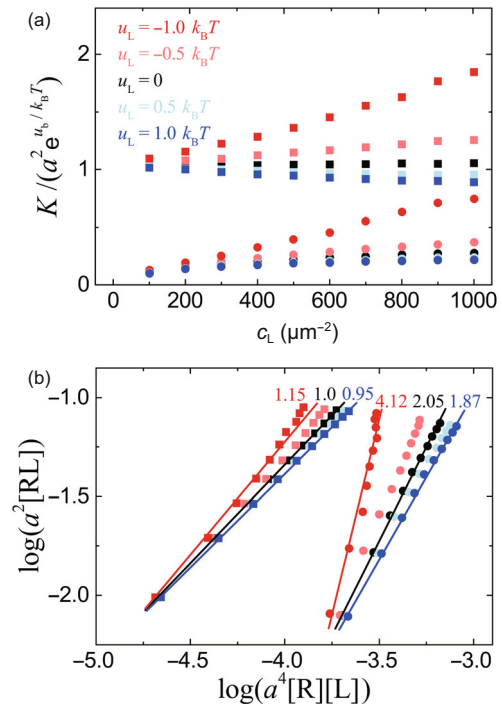 (a)
u_L = −1.0 k_BT
u_L = −0.5 k_BT
u_L = 0
u_L = 0.5 k_BT
u_L = 1.0 k_BT
K /(a² e^{u_b / k_BT})
2
1
0
0 200 400 600 800 1000
c_L (μm⁻²)
(b)
1.15 1.0 0.95 4.12 2.05 1.87
log(a²[RL])
−1.0
−1.5
−2.0
−5.0 −4.5 −4.0 −3.5 −3.0
log(a⁴[R][L])